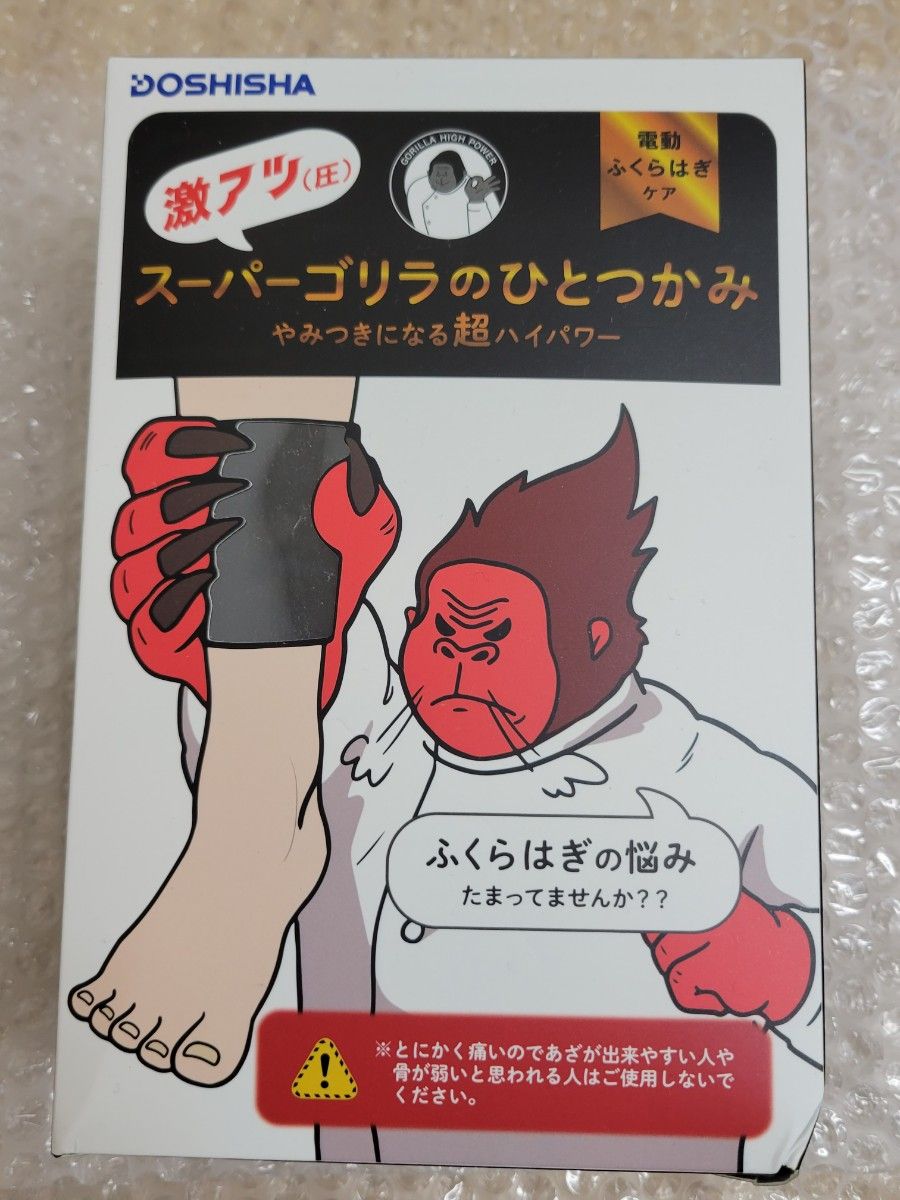 DOSHISHA
激アツ(圧)
GORILLA HIGH POWER
電動
ふくらはぎ
ケア
スーパーゴリラのひとつかみ
やみつきになる超ハイパワー
ふくらはぎの悩み
たまってませんか??
※とにかく痛いのであざが出来やすい人や
骨が弱いと思われる人はご使用しないで
ください。